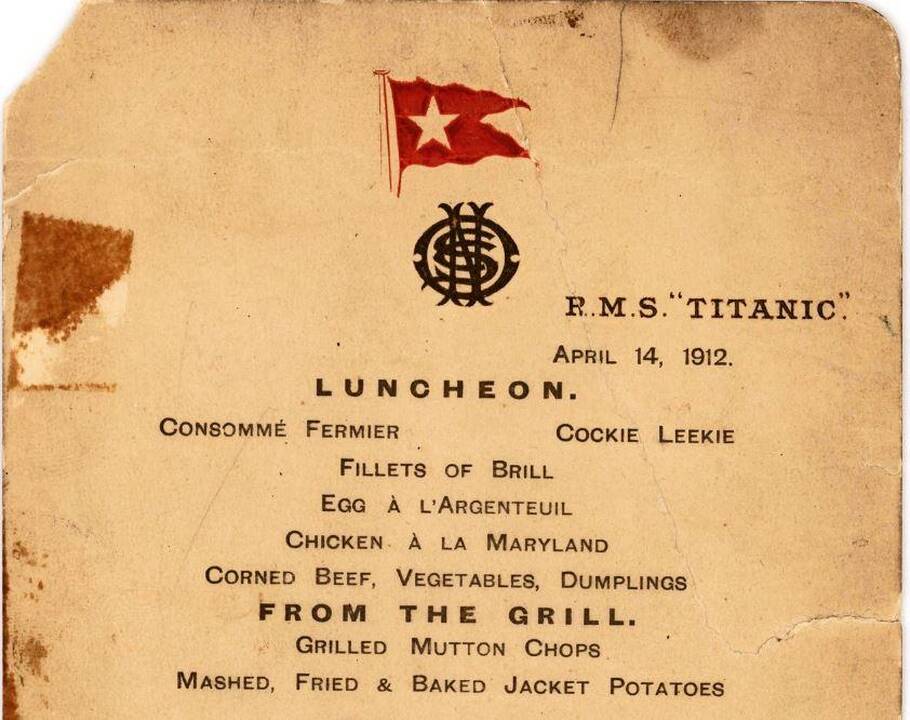 R.M.S. "TITANIC."
APRIL 14, 1912.
LUNCHEON.
CONSOMMÉ FERMIER COCKIE LEEKIE
FILLETS OF BRILL
EGG À L'ARGENTEUIL
CHICKEN À LA MARYLAND
CORNED BEEF, VEGETABLES, DUMPLINGS
FROM THE GRILL.
GRILLED MUTTON CHOPS
MASHED, FRIED & BAKED JACKET POTATOES